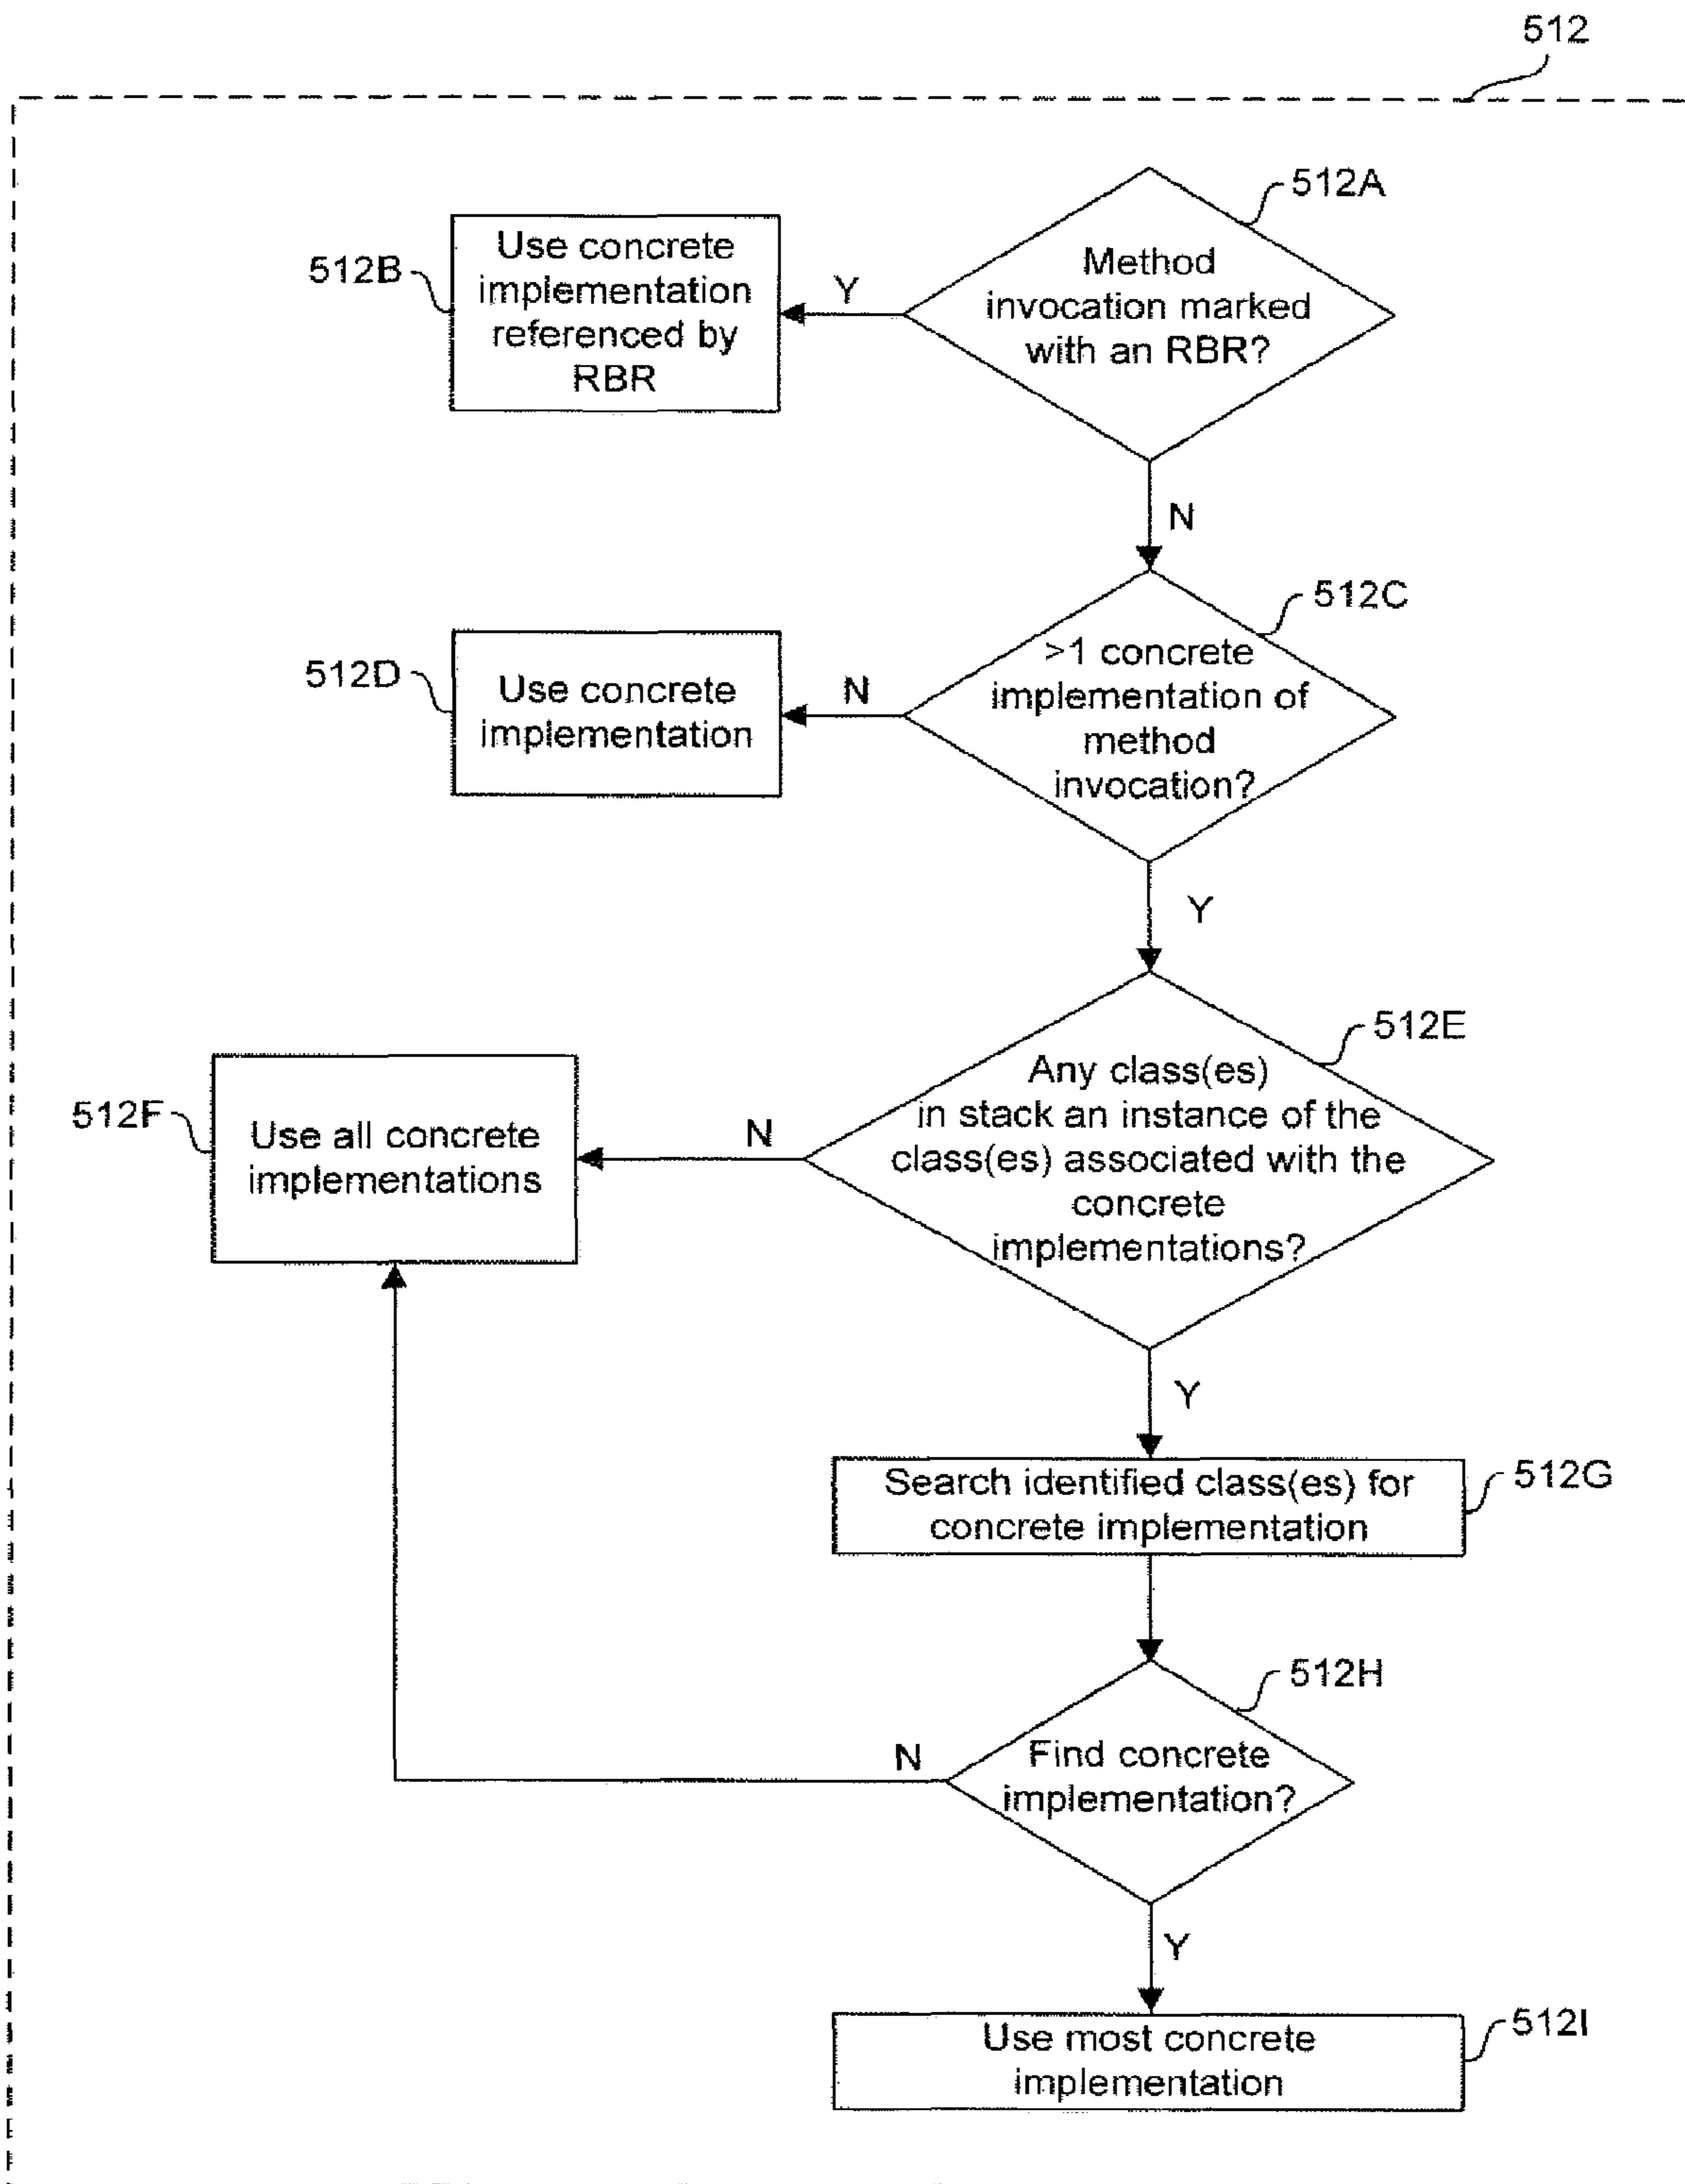 512
512A
Method
invocation marked
with an RBR?
Y
512B
Use concrete
implementation
referenced by
RBR
N
512C
>1 concrete
implementation of
method
invocation?
N
512D
Use concrete
implementation
Y
512E
Any class(es)
in stack an instance of the
class(es) associated with the
concrete
implementations?
N
512F
Use all concrete
implementations
Y
512G
Search identified class(es) for
concrete implementation
512H
Find concrete
implementation?
N
Y
512I
Use most concrete
implementation